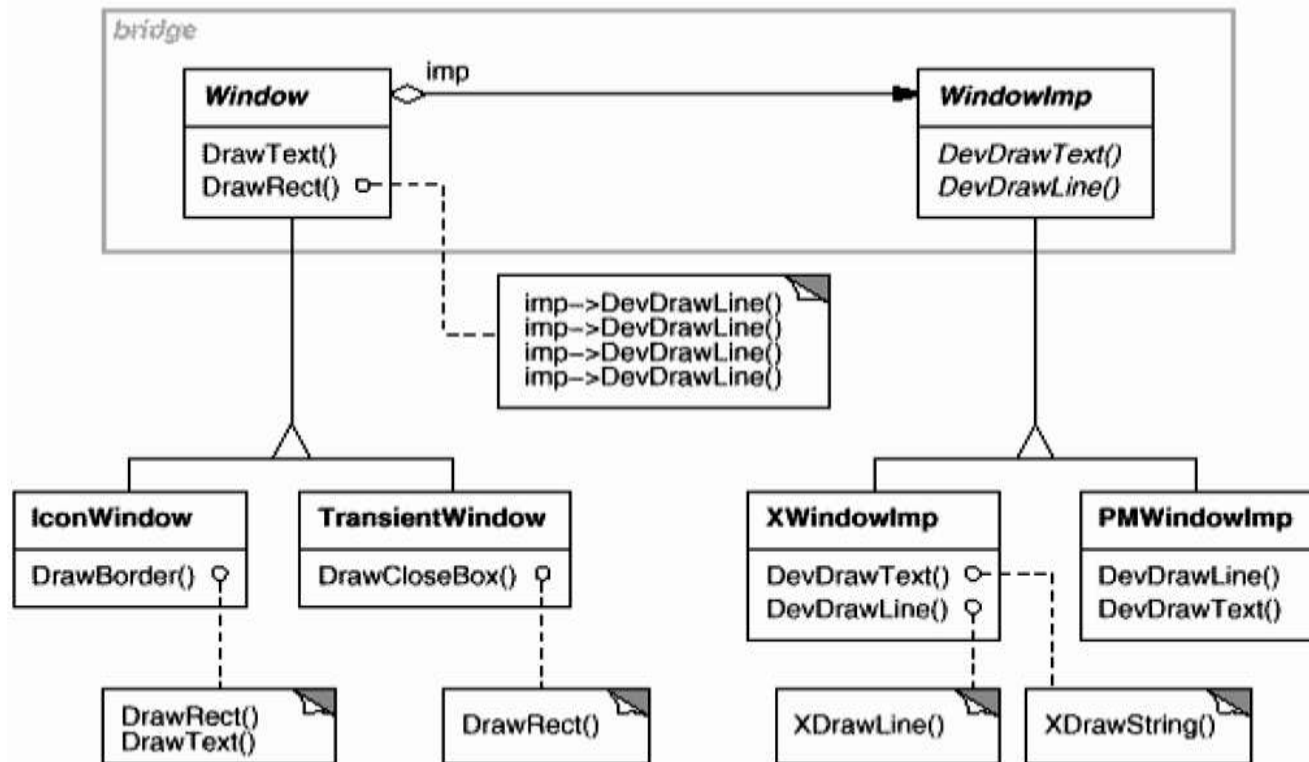 bridge
Window
imp
WindowImp
DrawText()
DrawRect()
DevDrawText()
DevDrawLine()
imp->DevDrawLine()
imp->DevDrawLine()
imp->DevDrawLine()
imp->DevDrawLine()
IconWindow
DrawBorder()
TransientWindow
DrawCloseBox()
XWindowImp
DevDrawText()
DevDrawLine()
PMWindowImp
DevDrawLine()
DevDrawText()
DrawRect()
DrawText()
DrawRect()
XDrawLine()
XDrawString()